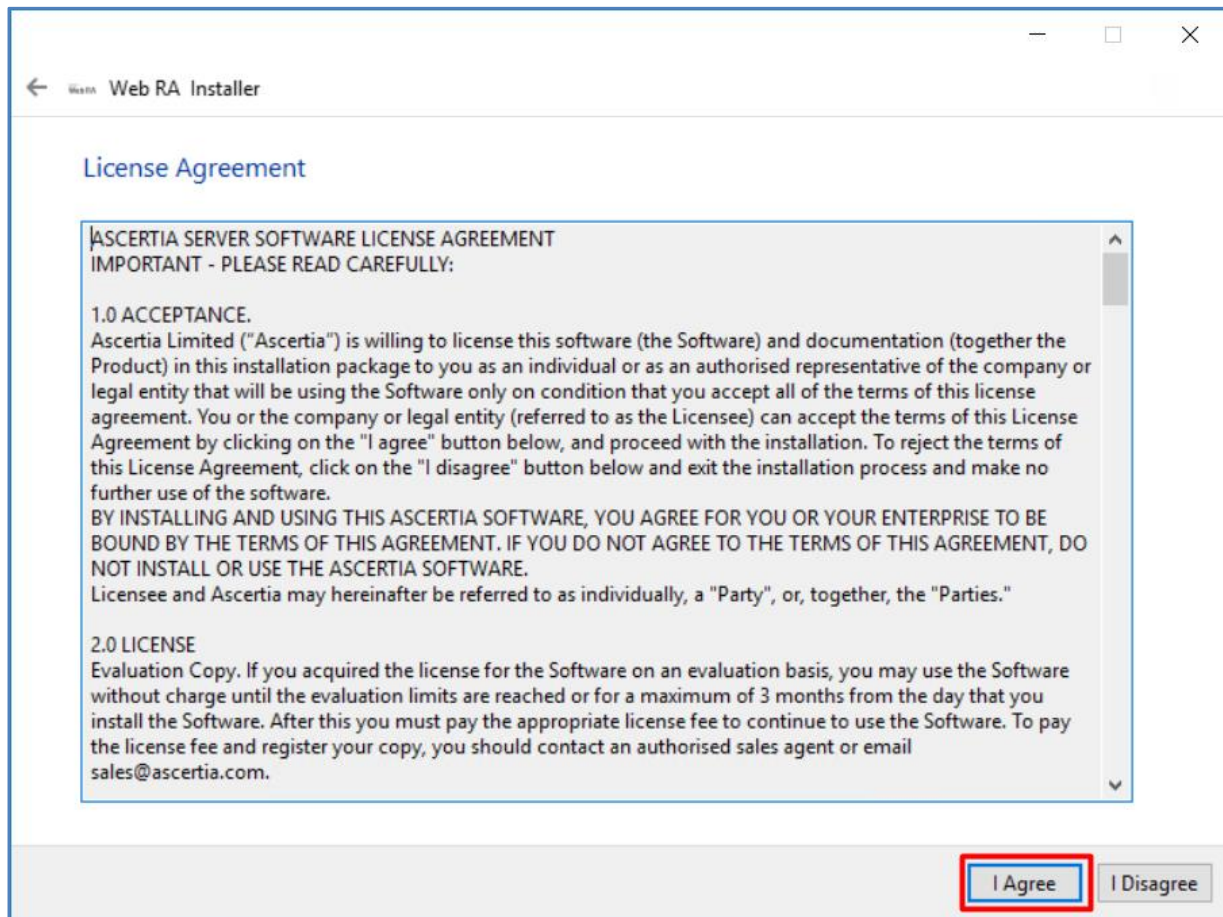 Web RA Installer
License Agreement
ASCERTIA SERVER SOFTWARE LICENSE AGREEMENT
IMPORTANT - PLEASE READ CAREFULLY:
1.0 ACCEPTANCE.
Ascertia Limited ("Ascertia") is willing to license this software (the Software) and documentation (together the
Product) in this installation package to you as an individual or as an authorised representative of the company or
legal entity that will be using the Software only on condition that you accept all of the terms of this license
agreement. You or the company or legal entity (referred to as the Licensee) can accept the terms of this License
Agreement by clicking on the "I agree" button below, and proceed with the installation. To reject the terms of
this License Agreement, click on the "I disagree" button below and exit the installation process and make no
further use of the software.
BY INSTALLING AND USING THIS ASCERTIA SOFTWARE, YOU AGREE FOR YOU OR YOUR ENTERPRISE TO BE
BOUND BY THE TERMS OF THIS AGREEMENT. IF YOU DO NOT AGREE TO THE TERMS OF THIS AGREEMENT, DO
NOT INSTALL OR USE THE ASCERTIA SOFTWARE.
Licensee and Ascertia may hereinafter be referred to as individually, a "Party", or, together, the "Parties."
2.0 LICENSE
Evaluation Copy. If you acquired the license for the Software on an evaluation basis, you may use the Software
without charge until the evaluation limits are reached or for a maximum of 3 months from the day that you
install the Software. After this you must pay the appropriate license fee to continue to use the Software. To pay
the license fee and register your copy, you should contact an authorised sales agent or email
sales@ascertia.com.
I Agree
I Disagree